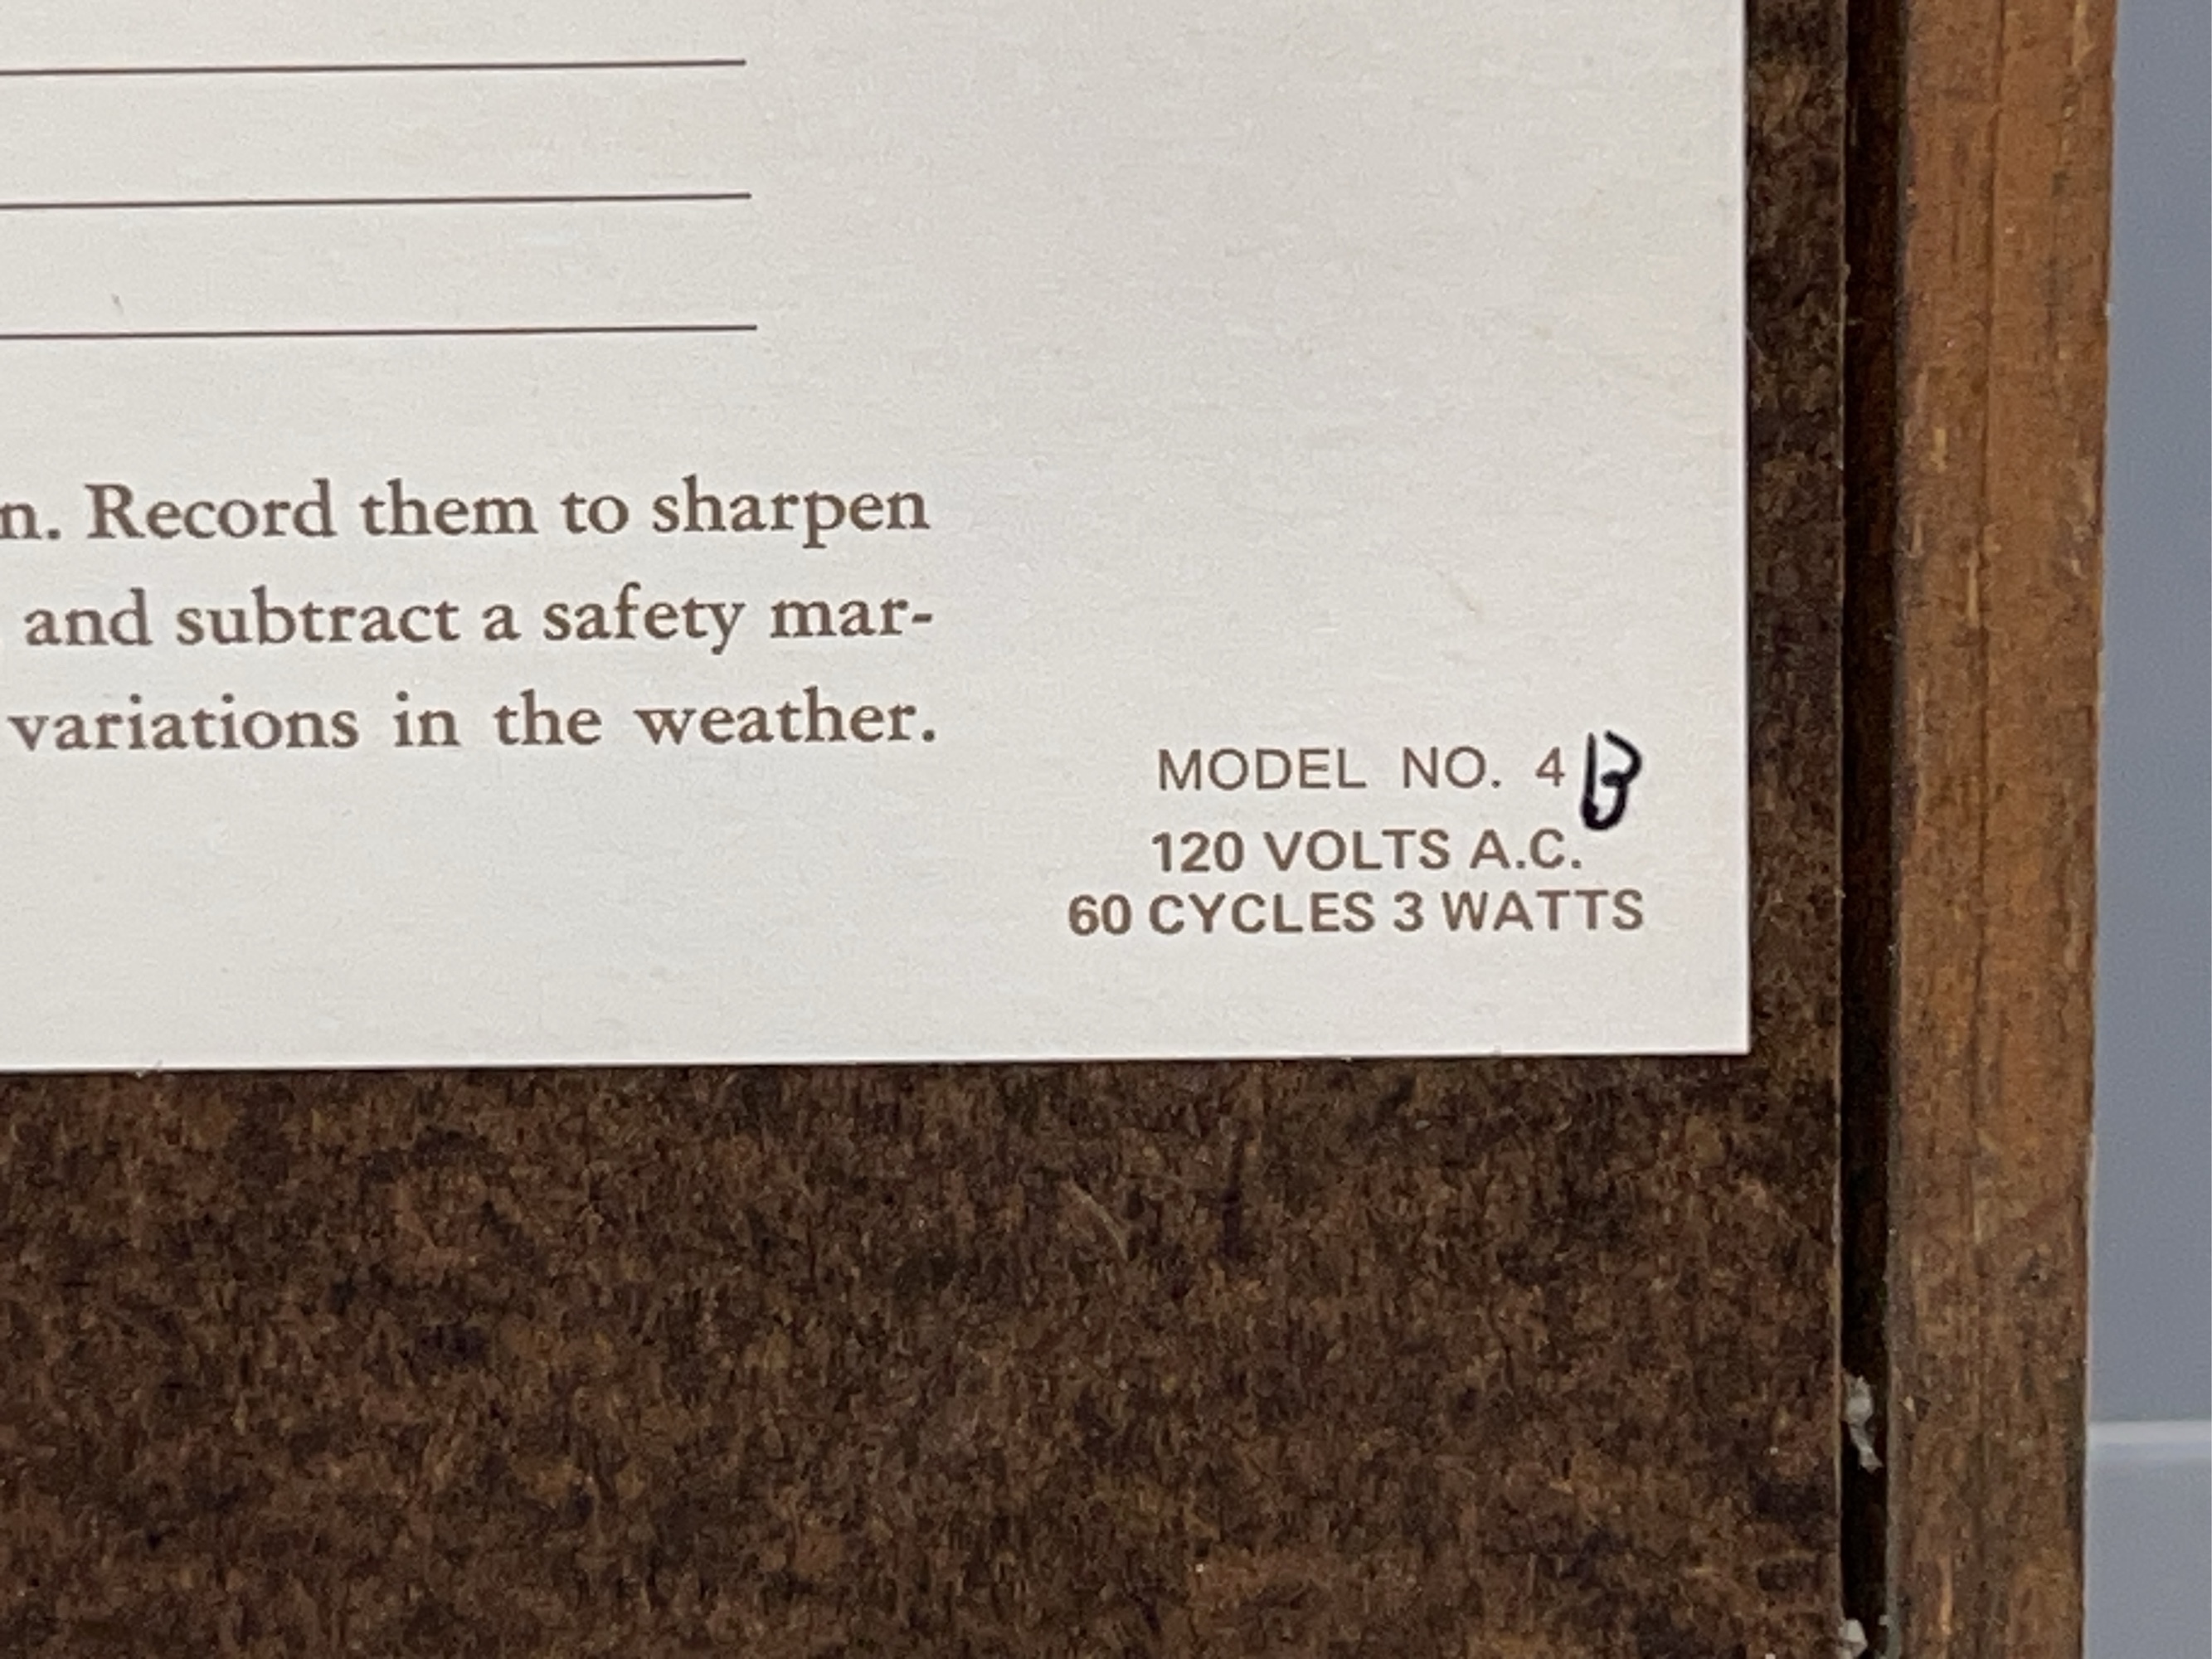 n. Record them to sharpen
and subtract a safety mar-
variations in the weather.
MODEL NO. 4B
120 VOLTS A.C.
60 CYCLES 3 WATTS